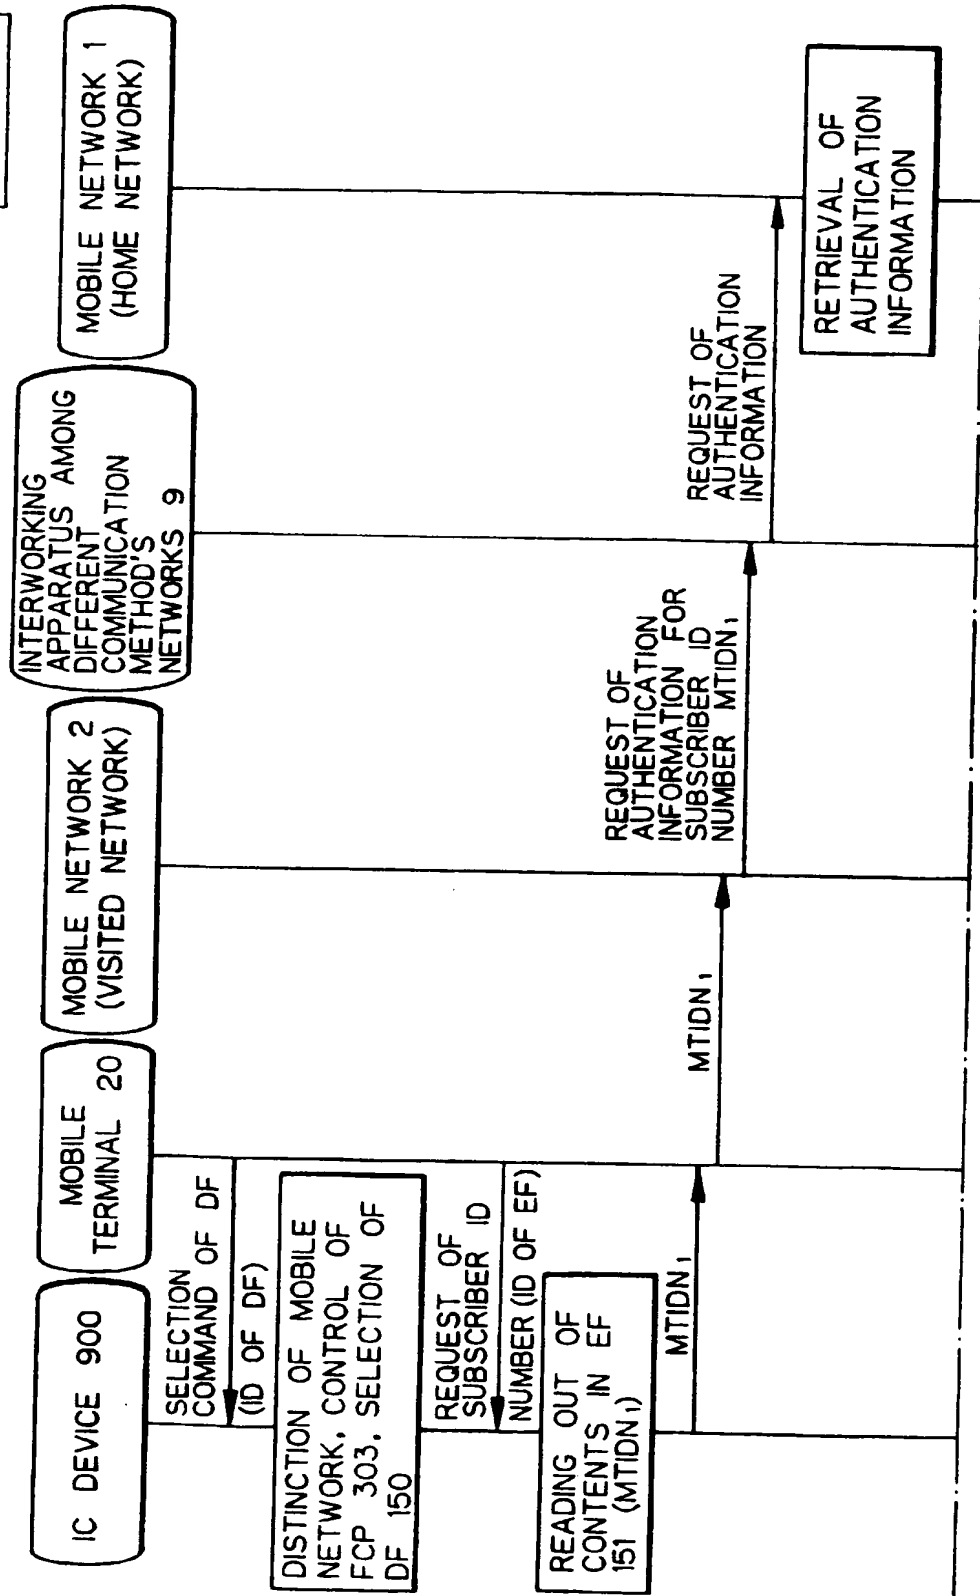 IC DEVICE 900
MOBILE
TERMINAL 20
MOBILE NETWORK 2
(VISITED NETWORK)
INTERWORKING
APPARATUS AMONG
DIFFERENT
COMMUNICATION
METHOD'S
NETWORKS 9
MOBILE NETWORK 1
(HOME NETWORK)
SELECTION
COMMAND OF DF
(ID OF DF)
DISTINCTION OF MOBILE
NETWORK, CONTROL OF
FCP 303, SELECTION OF
DF 150
REQUEST OF
SUBSCRIBER ID
NUMBER (ID OF EF)
READING OUT OF
CONTENTS IN EF
151 (MTIDN₁)
MTIDN₁
MTIDN₁
REQUEST OF
AUTHENTICATION
INFORMATION FOR
SUBSCRIBER ID
NUMBER MTIDN₁
REQUEST OF
AUTHENTICATION
INFORMATION
RETRIEVAL OF
AUTHENTICATION
INFORMATION